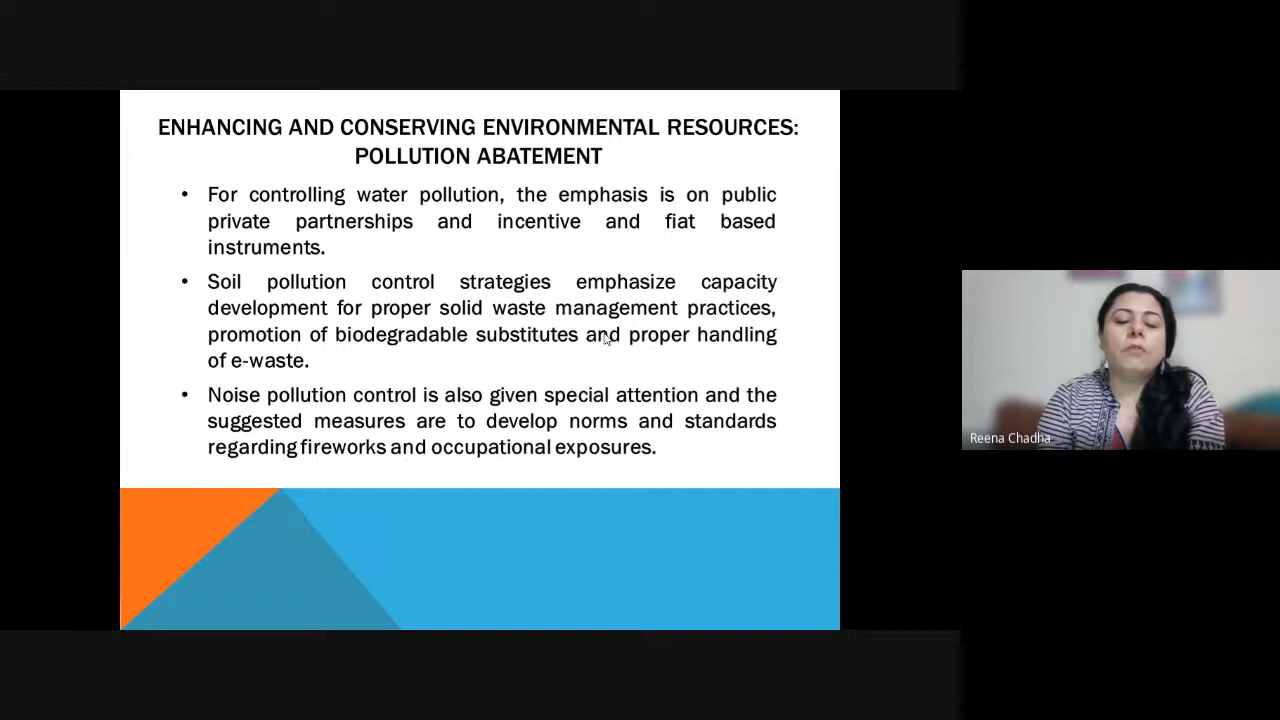 ENHANCING AND CONSERVING ENVIRONMENTAL RESOURCES:
POLLUTION ABATEMENT
• For controlling water pollution, the emphasis is on public
private partnerships and incentive and fiat based
instruments.
• Soil pollution control strategies emphasize capacity
development for proper solid waste management practices,
promotion of biodegradable substitutes and proper handling
of e-waste.
• Noise pollution control is also given special attention and the
suggested measures are to develop norms and standards
regarding fireworks and occupational exposures.
Reena Chadha